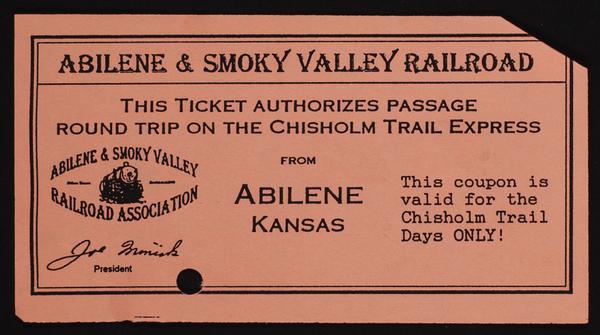 ABILENE & SMOKY VALLEY RAILROAD
THIS TICKET AUTHORIZES PASSAGE
ROUND TRIP ON THE CHISHOLM TRAIL EXPRESS
FROM
ABILENE
KANSAS
ABILENE & SMOKY VALLEY
RAILROAD ASSOCIATION
President
This coupon is
valid for the
Chisholm Trail
Days ONLY!